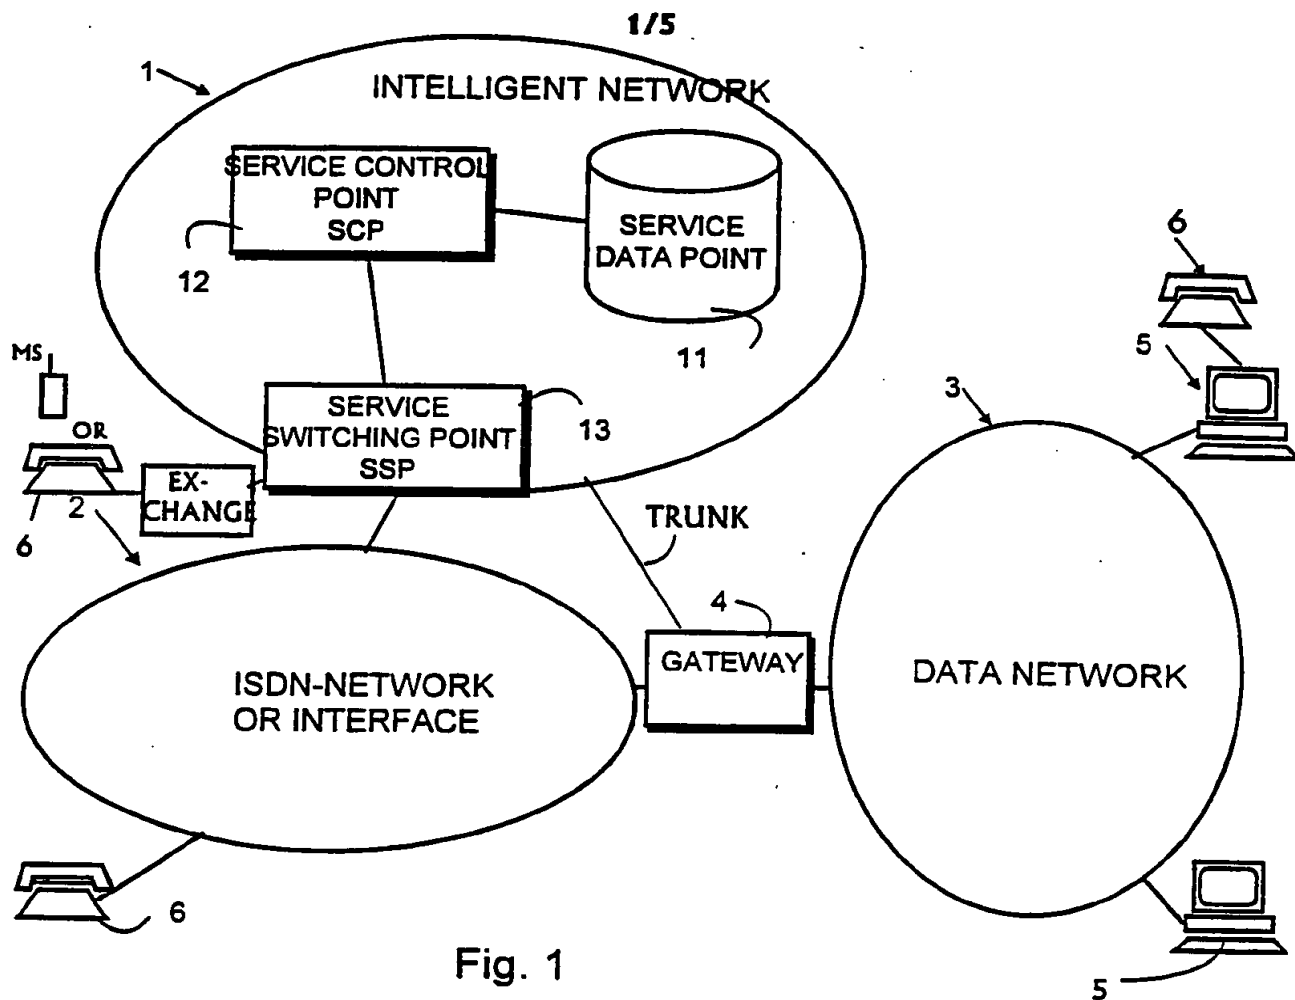 1/5
1
INTELLIGENT NETWORK
SERVICE CONTROL
POINT
SCP
12
SERVICE
DATA POINT
11
6
5
MS
OR
SERVICE
SWITCHING POINT
SSP
13
3
EX-
CHANGE
6
2
TRUNK
4
GATEWAY
ISDN-NETWORK
OR INTERFACE
DATA NETWORK
6
5
Fig. 1